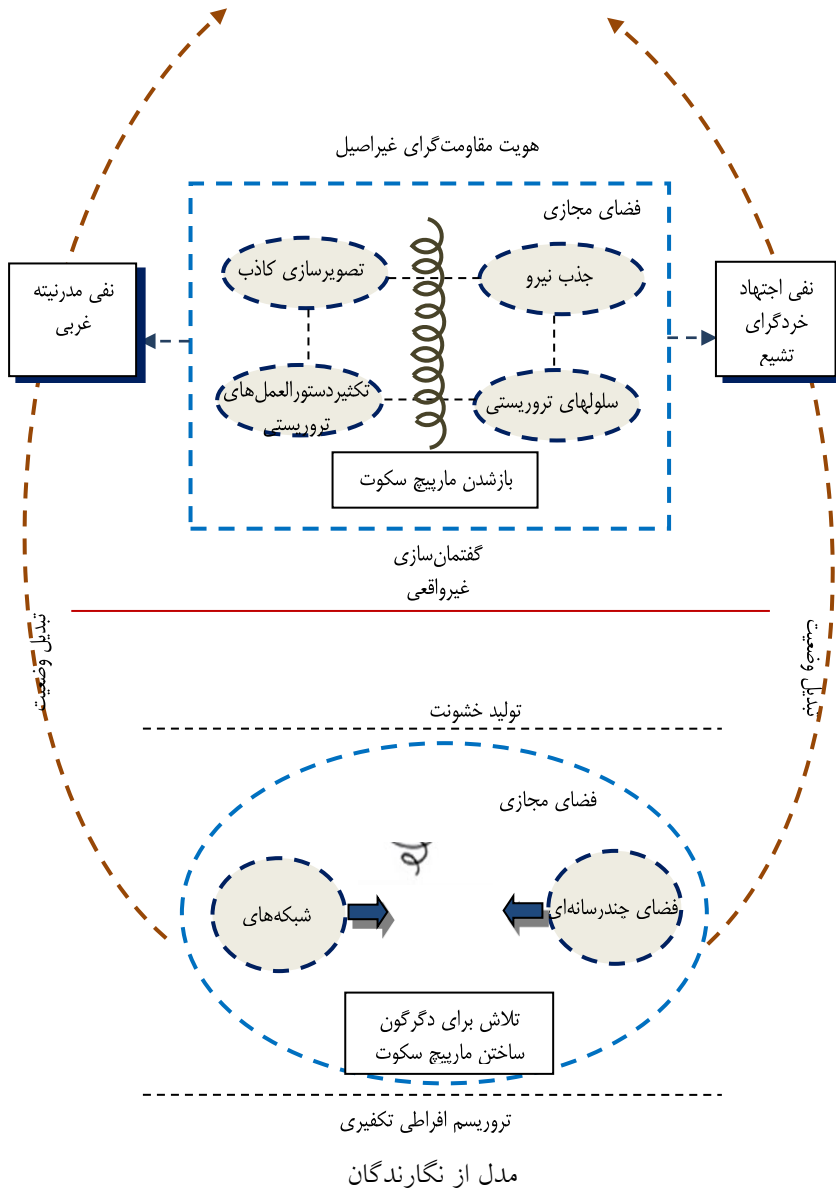 هویت مقاومت‌گرای غیراصیل
فضای مجازی
جذب نیرو
تصویرسازی کاذب
نفی اجتهاد
خردگرای
تشیع
نفی مدرنیته
غربی
سلولهای تروریستی
تکثیردستورالعمل‌های
تروریستی
بازشدن مارپیچ سکوت
گفتمان‌سازی
غیرواقعی
تبدیل وضعیت
تبدیل وضعیت
تولید خشونت
فضای مجازی
فضای چندرسانه‌ای
شبکه‌های
تلاش برای دگرگون
ساختن مارپیچ سکوت
تروریسم افراطی تکفیری
مدل از نگارندگان